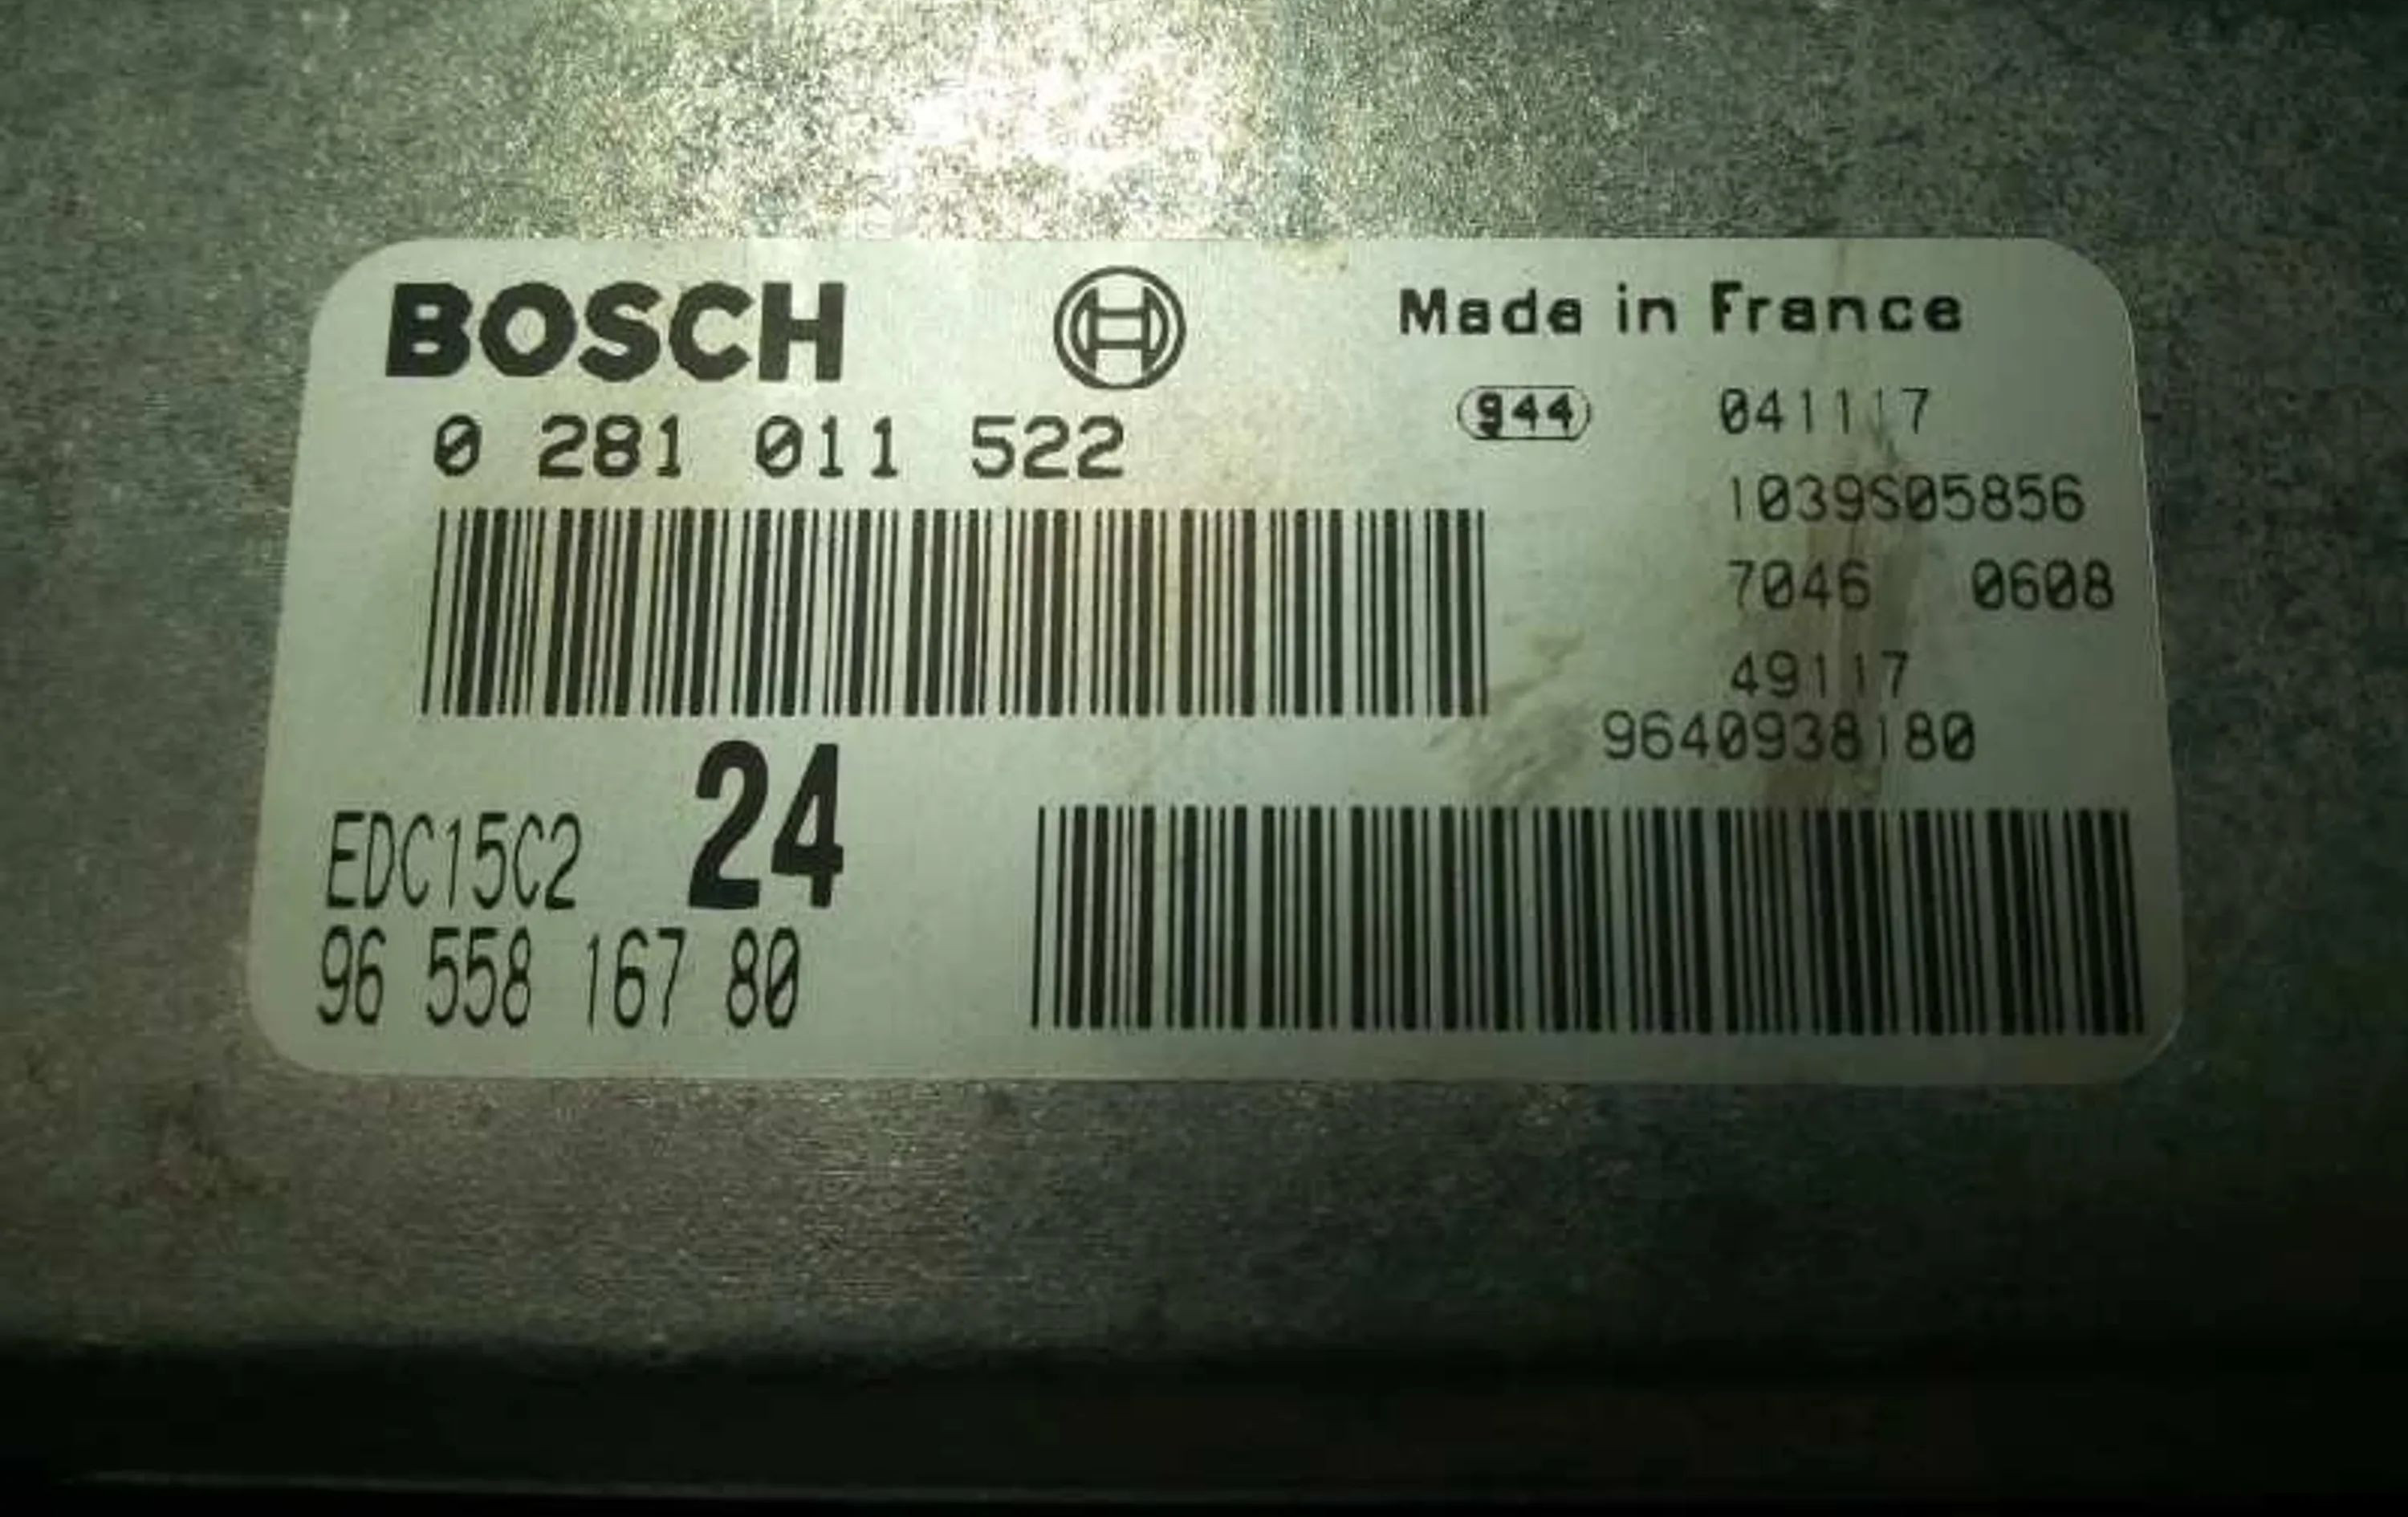 BOSCH
Made in France
0 281 011 522
944 041117
1039S05856
7046 0608
49117
9640938180
24
EDC15C2
96 558 167 80